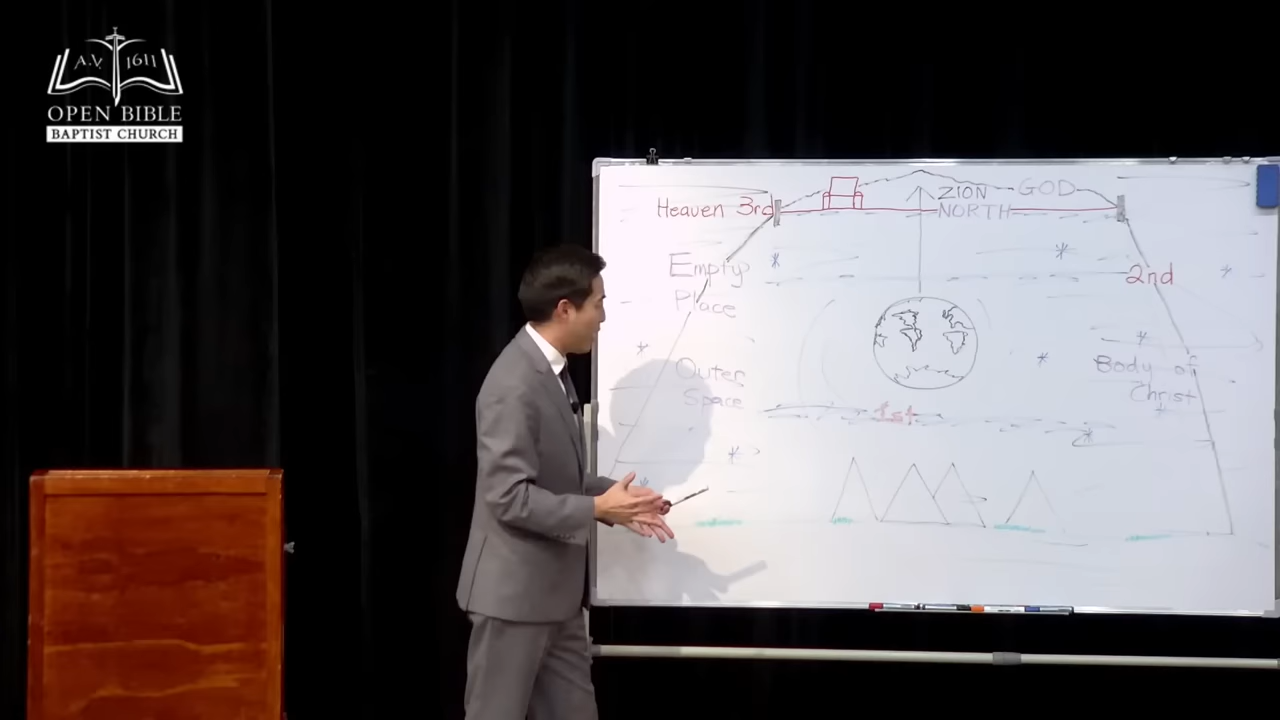 A.V. 1611
OPEN BIBLE
BAPTIST CHURCH
ZION
GOD
Heaven 3rd
NORTH
Empty
Place
2nd
Outer
Space
Body of
Christ
1st